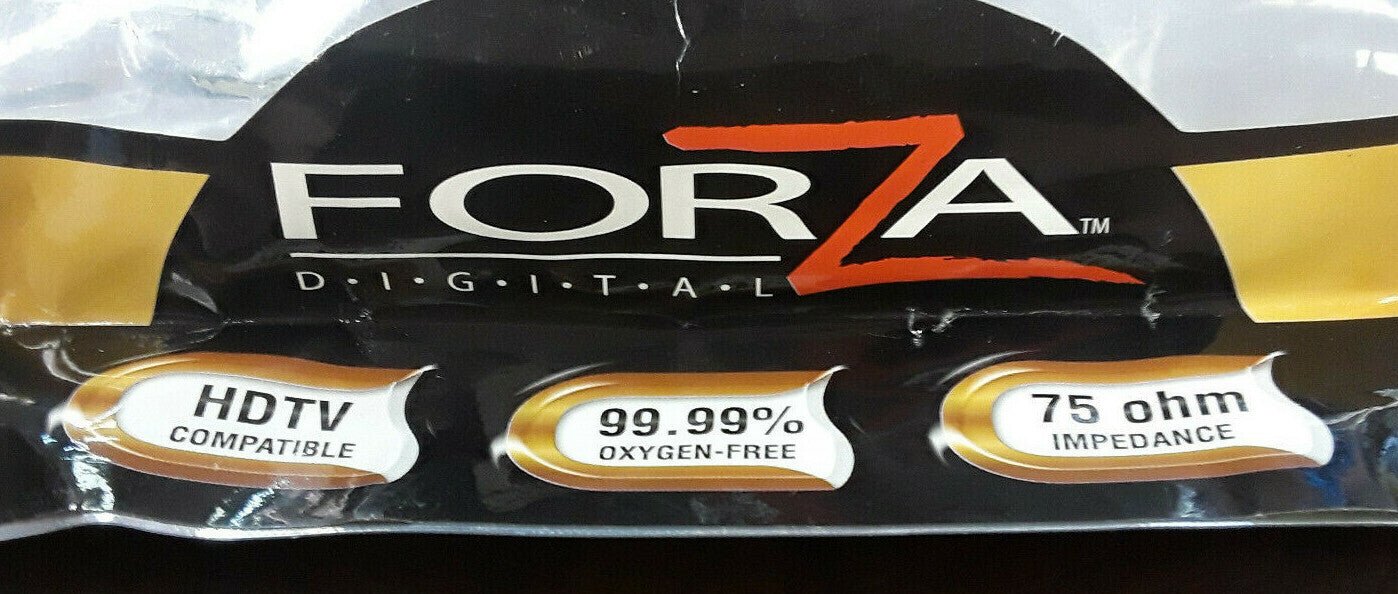 FORZA™
D•I•G•I•T•A•L
HDTV
COMPATIBLE
99.99%
OXYGEN-FREE
75 ohm
IMPEDANCE